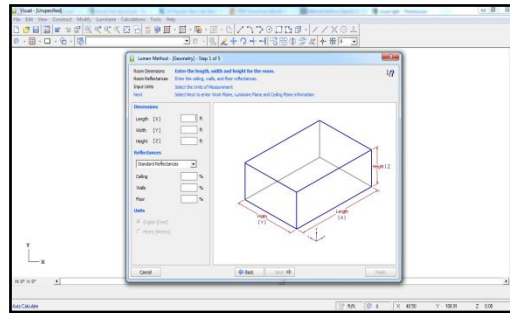 Visual - [Unspecified]
File Edit View Construct Modify Luminaire Calculations Tools Help
Lumen Method - [Geometry] - Step 1 of 5
Room Dimensions Enter the length, width and height for the room.
Room Reflectances Enter the ceiling, walls, and floor reflectances.
Input Units Select the Units of Measurement
Next Select Next to enter Work Plane, Luminaire Plane and Ceiling Plane information
Dimensions
Length [X] ft
Width [Y] ft
Height [Z] ft
Reflectances
Standard Reflectances
Ceiling %
Walls %
Floor %
Units
English (Feet)
Metric (Meters)
Height [Z]
Width [Y]
Length [X]
Cancel Back Next Finish
Y
X
X Y Z 0.00